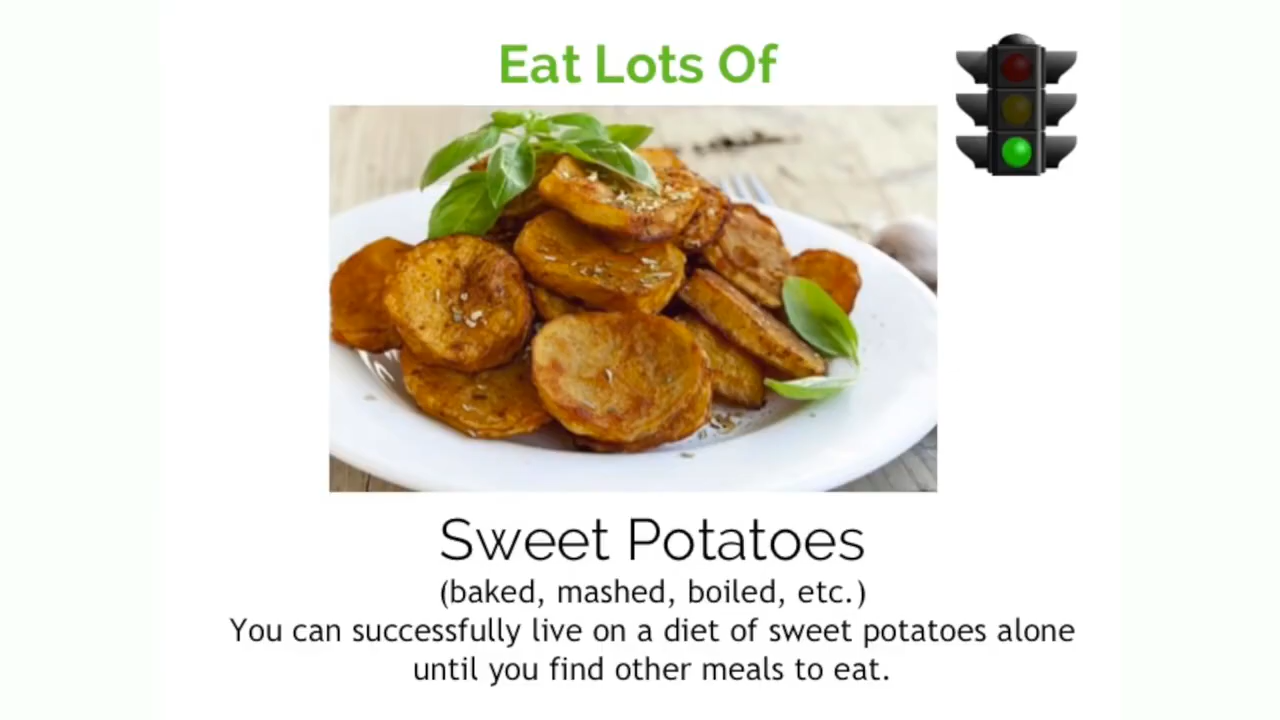 Eat Lots Of
Sweet Potatoes
(baked, mashed, boiled, etc.)
You can successfully live on a diet of sweet potatoes alone
until you find other meals to eat.